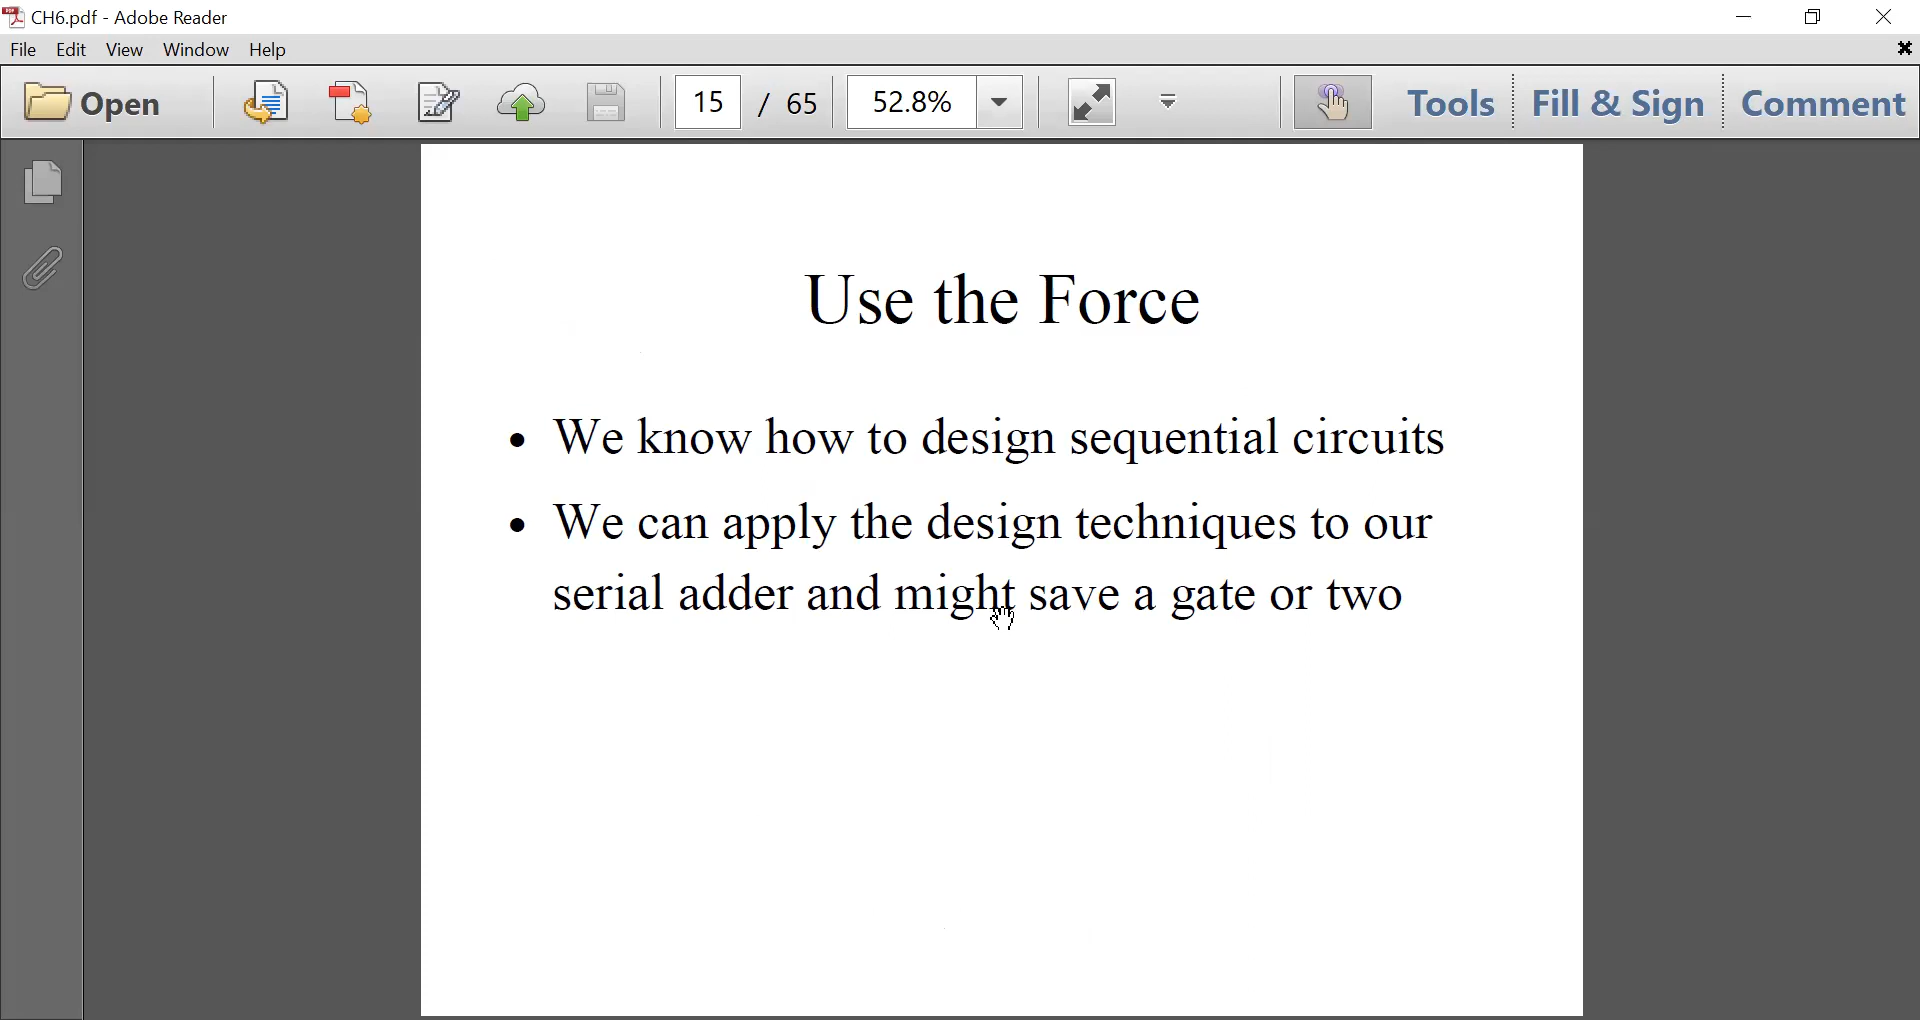 CH6.pdf - Adobe Reader
File Edit View Window Help
Open 15 / 65 52.8% Tools Fill & Sign Comment
Use the Force
• We know how to design sequential circuits
• We can apply the design techniques to our
serial adder and might save a gate or two